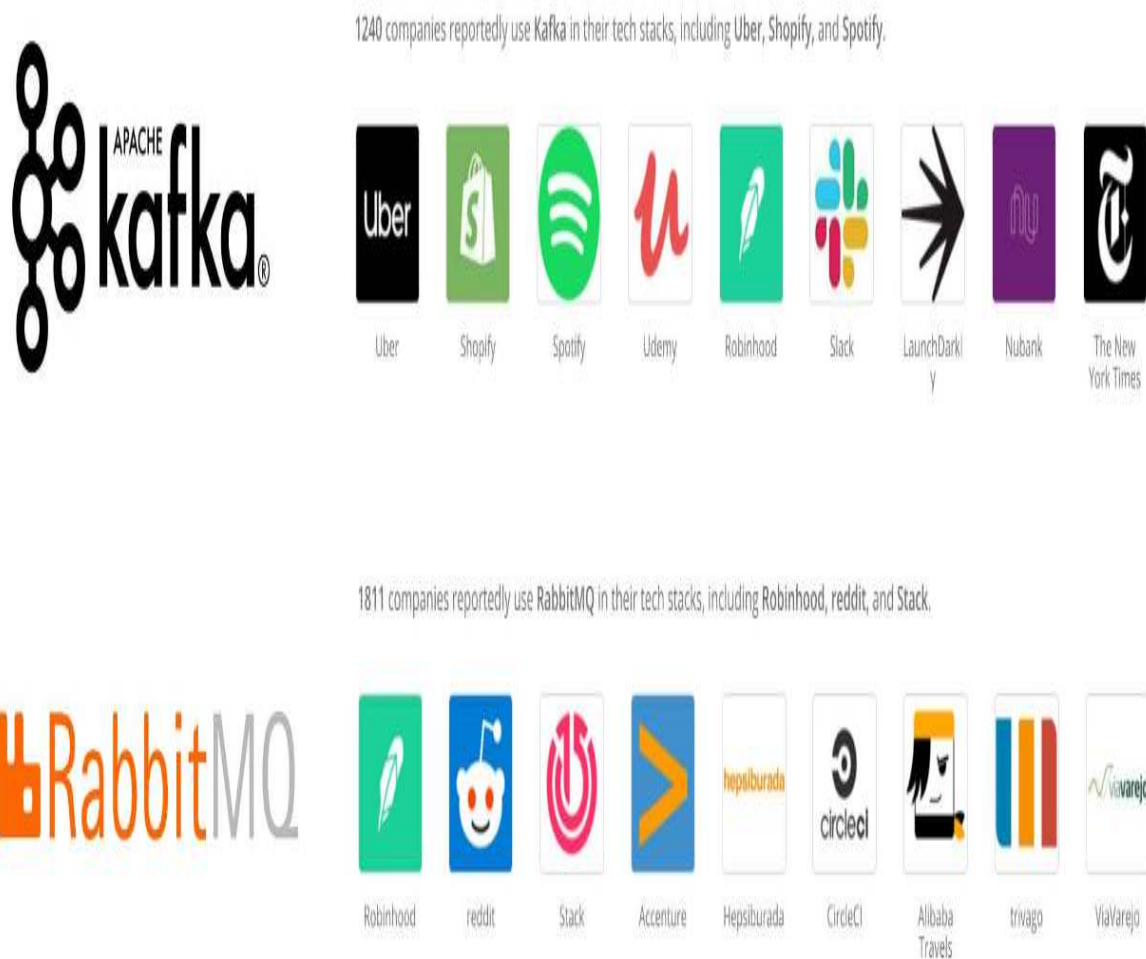 1240 companies reportedly use Kafka in their tech stacks, including Uber, Shopify, and Spotify.
APACHE
kafka®
Uber
nu
Uber
Shopify
Spotify
Udemy
Robinhood
Slack
LaunchDarkl
y
Nubank
The New
York Times
1811 companies reportedly use RabbitMQ in their tech stacks, including Robinhood, reddit, and Stack.
RabbitMQ
hepsiburada
circleci
viavarejo
Robinhood
reddit
Stack
Accenture
Hepsiburada
CircleCI
Alibaba
Travels
trivago
ViaVarejo